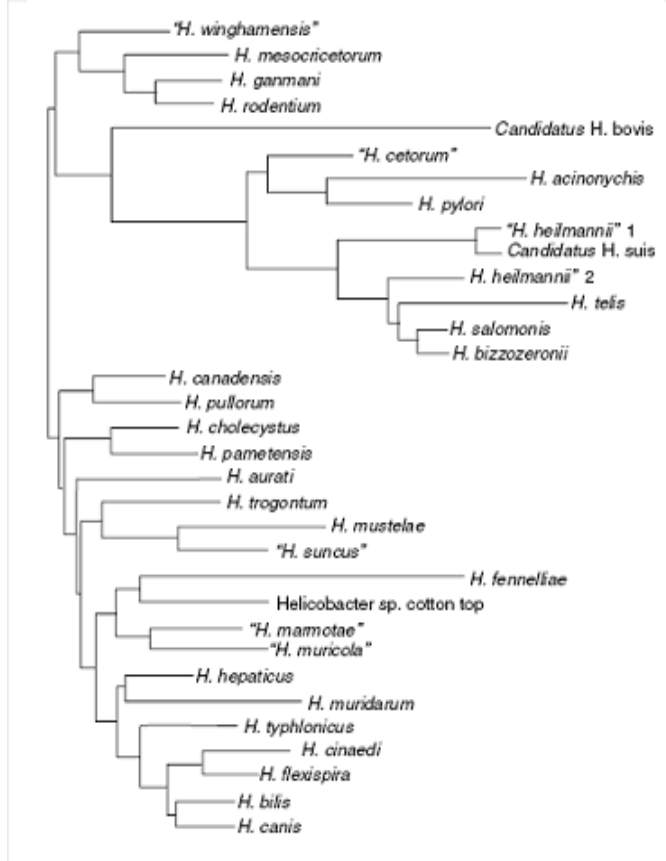 “H. winghamensis”
H. mesocricetorum
H. ganmani
H. rodentium
Candidatus H. bovis
“H. cetorum”
H. acinonychis
H. pylori
“H. heilmannii” 1
Candidatus H. suis
H. heilmannii” 2
H. telis
H. salomonis
H. bizzozeronii
H. canadensis
H. pullorum
H. cholecystus
H. pametensis
H. aurati
H. trogontum
H. mustelae
“H. suncus”
H. fennelliae
Helicobacter sp. cotton top
“H. marmotae”
“H. muricola”
H. hepaticus
H. muridarum
H. typhlonicus
H. cinaedi
H. flexispira
H. bilis
H. canis